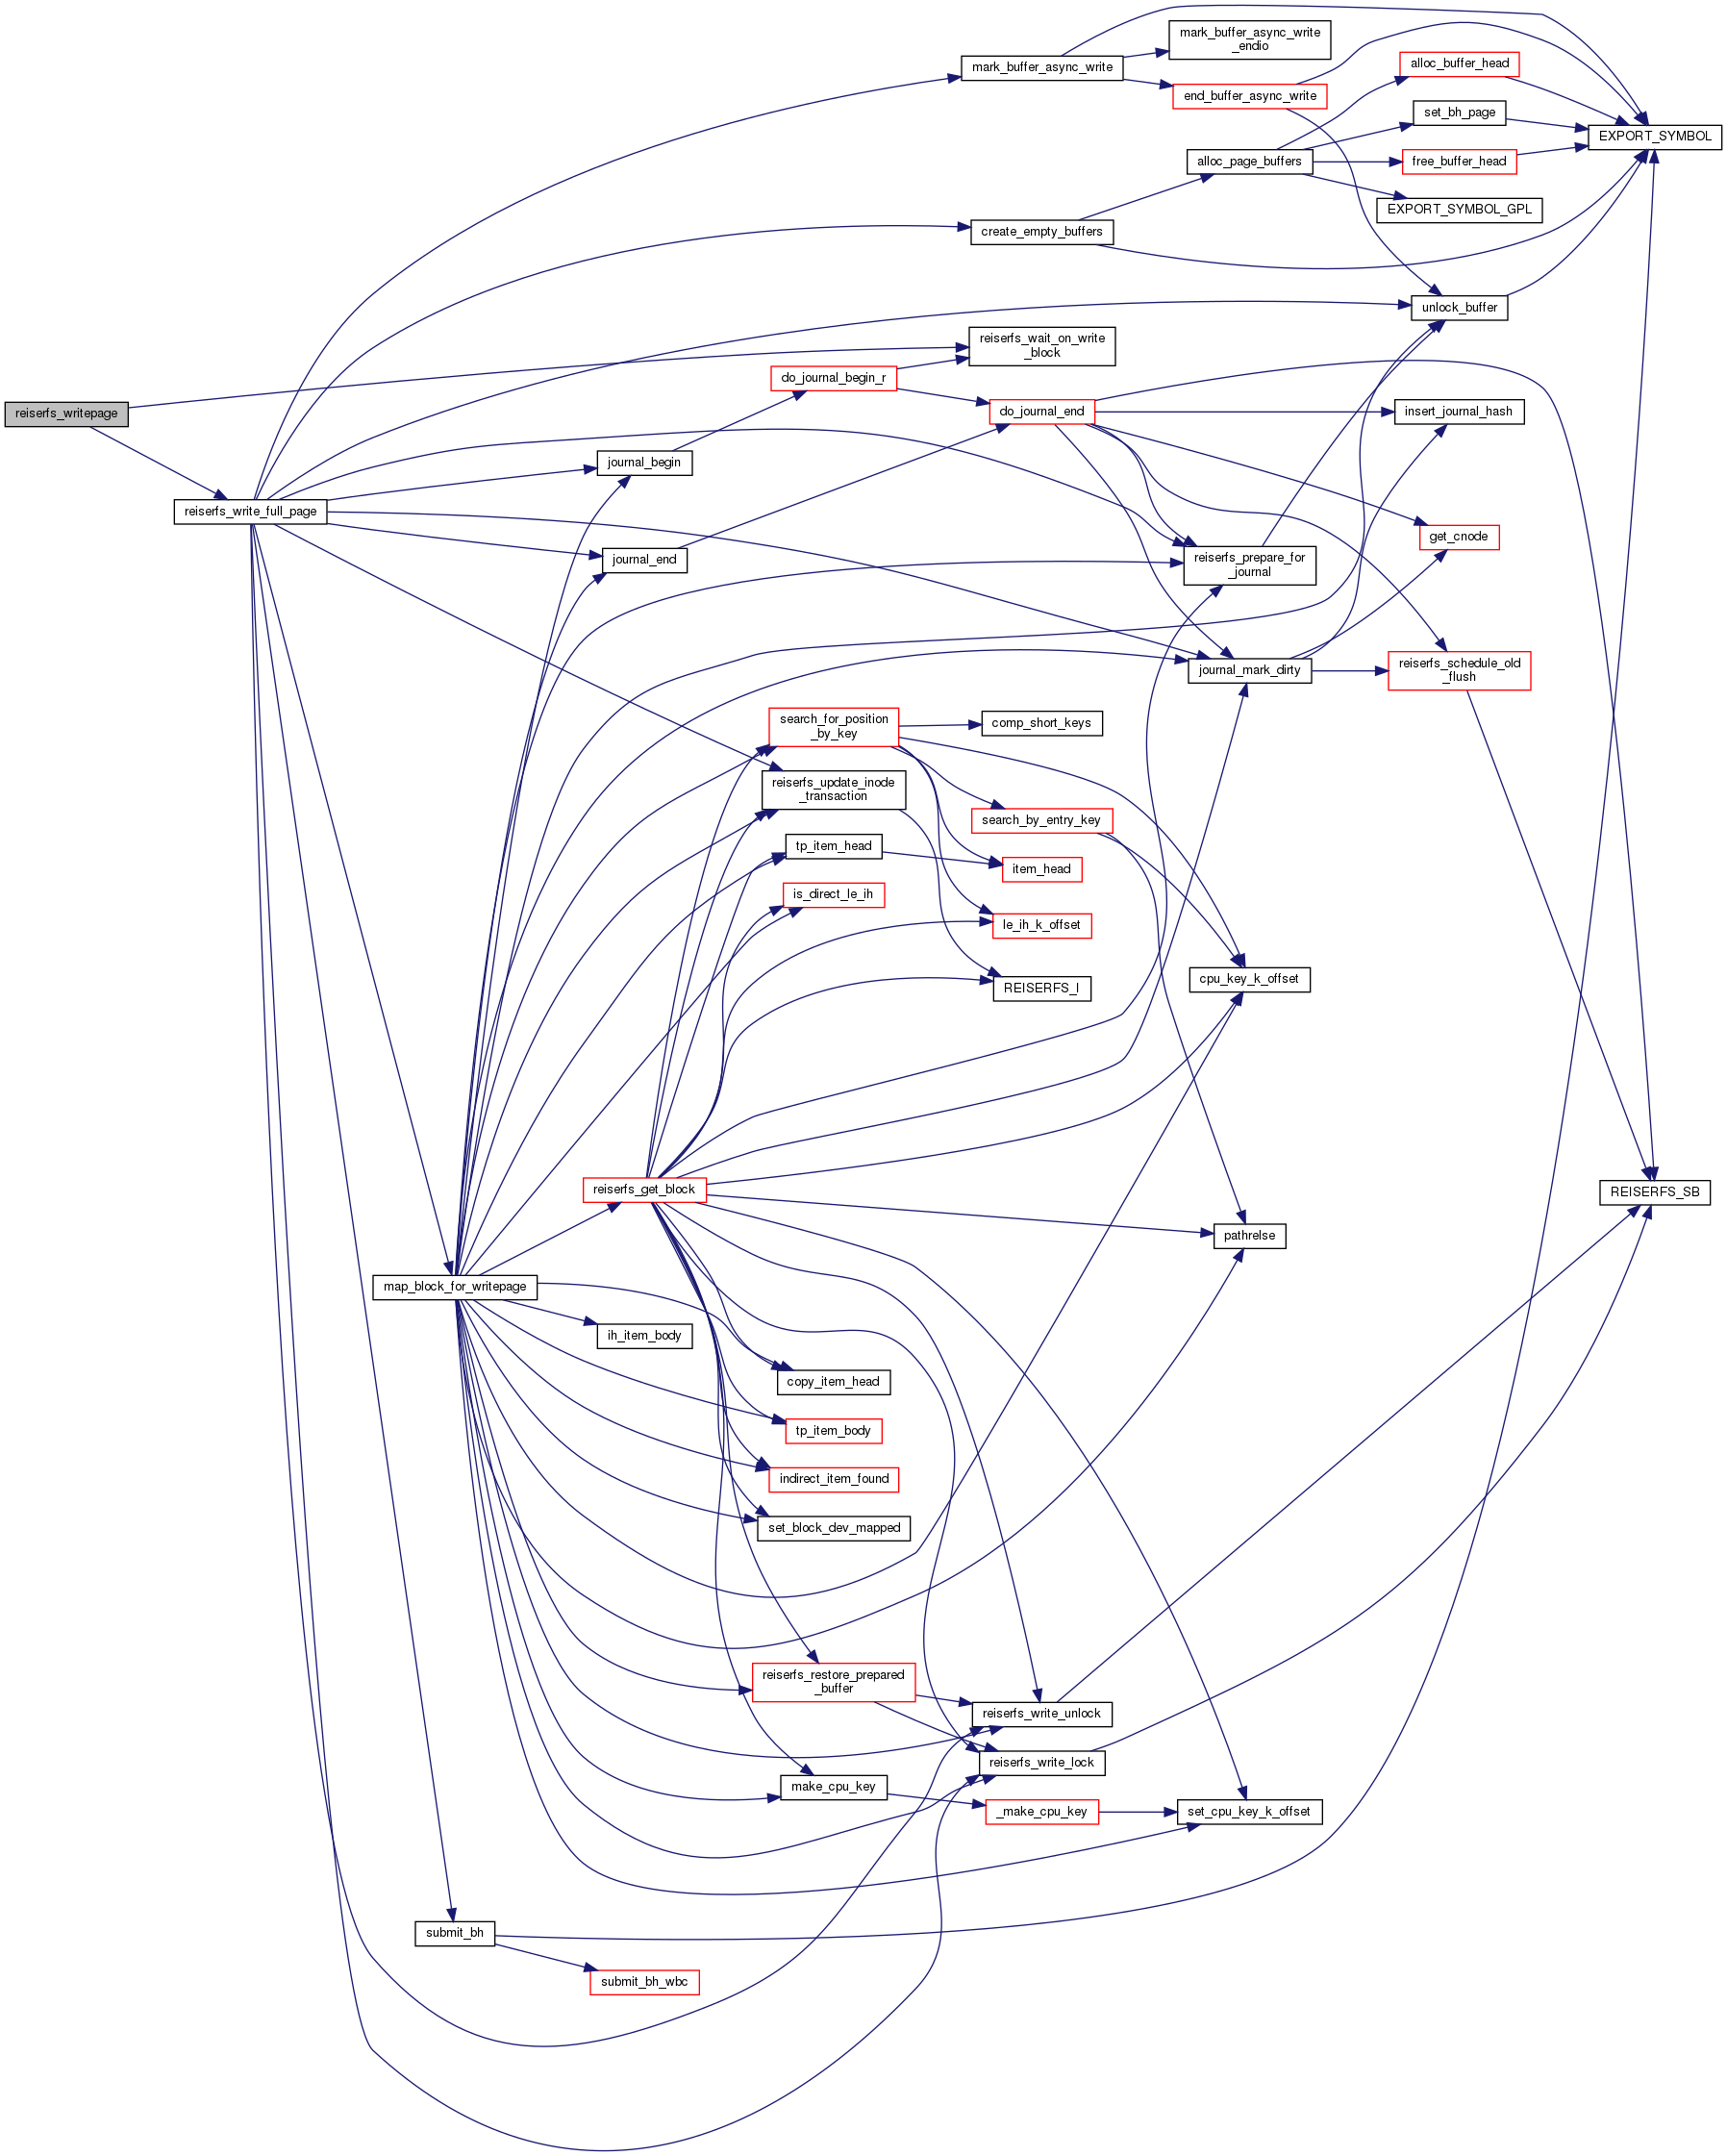 mark_buffer_async_write
_endio
mark_buffer_async_write
alloc_buffer_head
end_buffer_async_write
set_bh_page
EXPORT_SYMBOL
alloc_page_buffers
free_buffer_head
EXPORT_SYMBOL_GPL
create_empty_buffers
unlock_buffer
reiserfs_wait_on_write
_block
do_journal_begin_r
reiserfs_writepage
do_journal_end
insert_journal_hash
journal_begin
reiserfs_write_full_page
get_cnode
journal_end
reiserfs_prepare_for
_journal
journal_mark_dirty
reiserfs_schedule_old
_flush
search_for_position
_by_key
comp_short_keys
reiserfs_update_inode
_transaction
search_by_entry_key
tp_item_head
item_head
is_direct_le_ih
le_ih_k_offset
cpu_key_k_offset
REISERFS_I
reiserfs_get_block
REISERFS_SB
pathrelse
map_block_for_writepage
ih_item_body
copy_item_head
tp_item_body
indirect_item_found
set_block_dev_mapped
reiserfs_restore_prepared
_buffer
reiserfs_write_unlock
reiserfs_write_lock
make_cpu_key
_make_cpu_key
set_cpu_key_k_offset
submit_bh
submit_bh_wbc